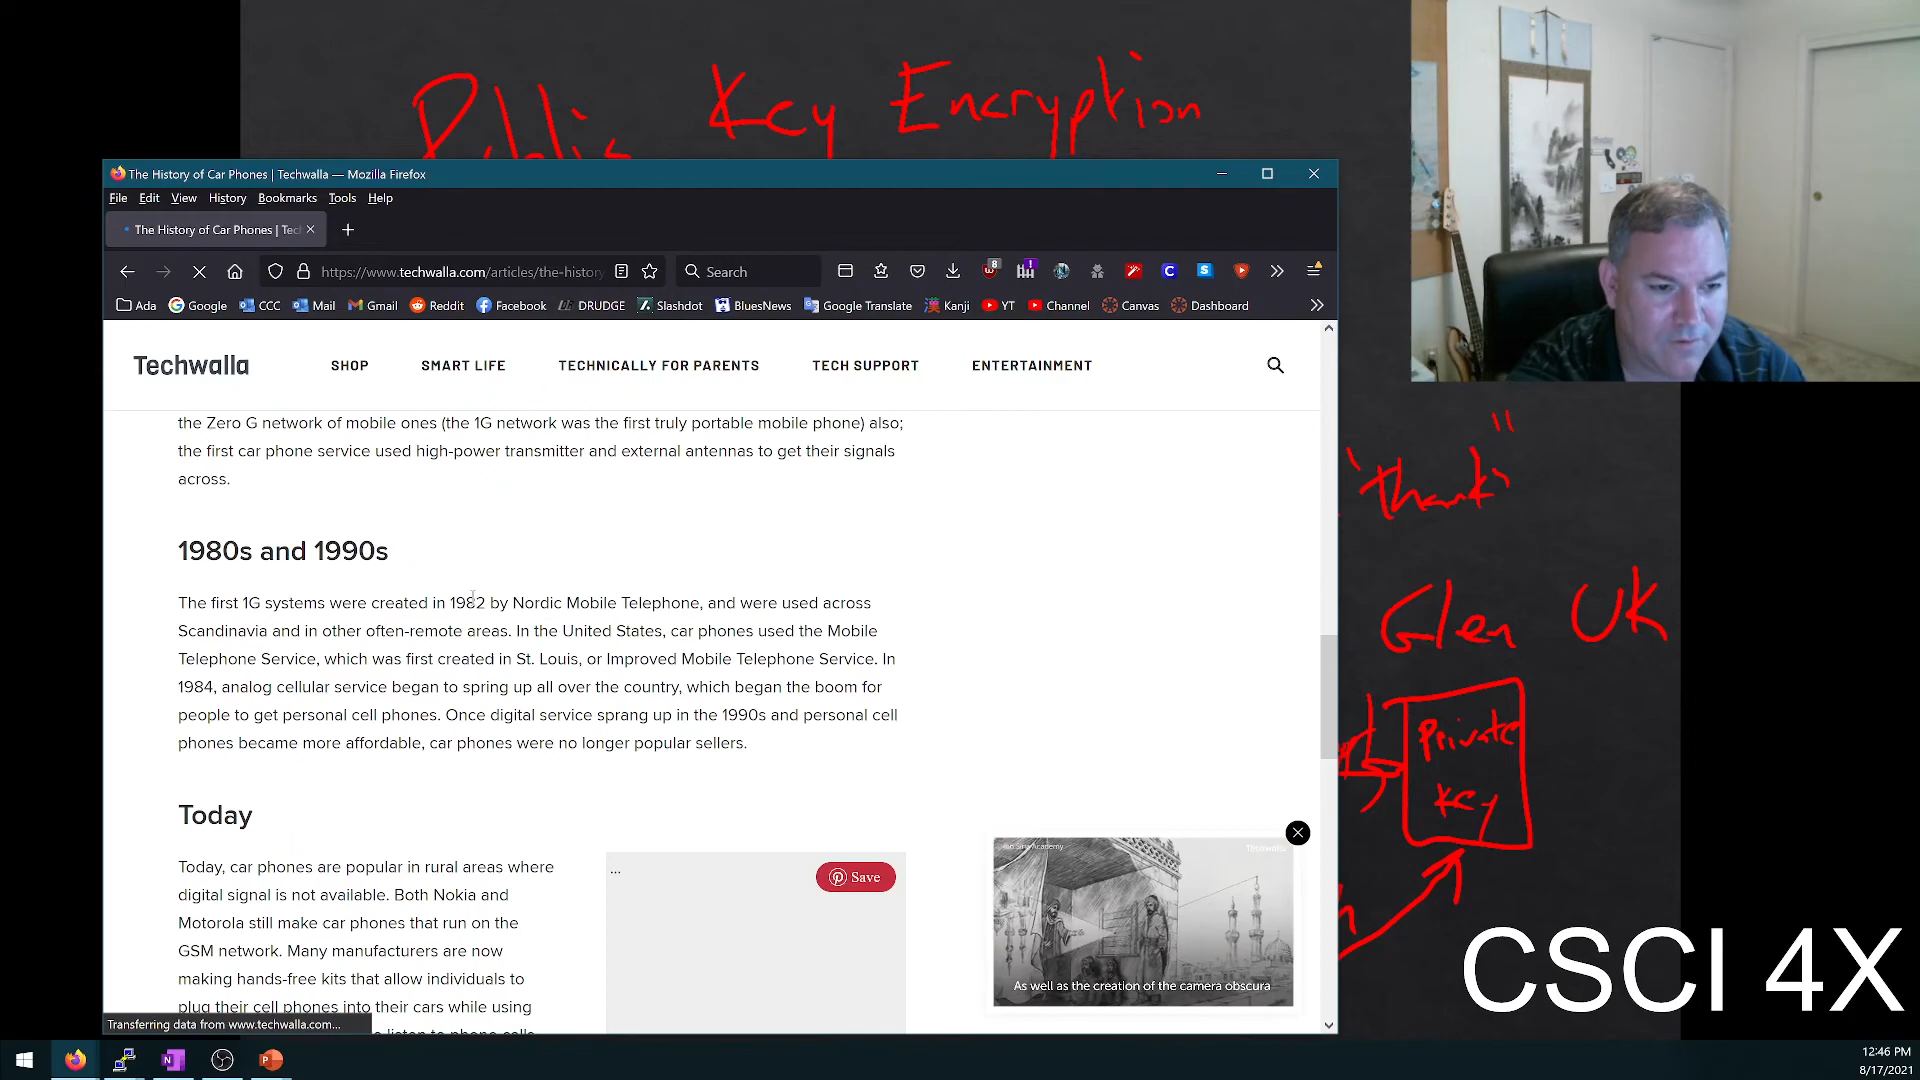 Public Key Encryption
The History of Car Phones | Techwalla — Mozilla Firefox
File Edit View History Bookmarks Tools Help
The History of Car Phones | Tec
https://www.techwalla.com/articles/the-history
Search
8
Ada Google CCC Mail Gmail Reddit Facebook DRUDGE Slashdot BluesNews Google Translate Kanji YT Channel Canvas Dashboard
Techwalla SHOP SMART LIFE TECHNICALLY FOR PARENTS TECH SUPPORT ENTERTAINMENT
the Zero G network of mobile ones (the 1G network was the first truly portable mobile phone) also;
the first car phone service used high-power transmitter and external antennas to get their signals
across.
1980s and 1990s
The first 1G systems were created in 1982 by Nordic Mobile Telephone, and were used across
Scandinavia and in other often-remote areas. In the United States, car phones used the Mobile
Telephone Service, which was first created in St. Louis, or Improved Mobile Telephone Service. In
1984, analog cellular service began to spring up all over the country, which began the boom for
people to get personal cell phones. Once digital service sprang up in the 1990s and personal cell
phones became more affordable, car phones were no longer popular sellers.
Today
Today, car phones are popular in rural areas where
digital signal is not available. Both Nokia and
Motorola still make car phones that run on the
GSM network. Many manufacturers are now
making hands-free kits that allow individuals to
plug their cell phones into their cars while using
listen to phone calls
...
Save
Techwalla
As well as the creation of the camera obscura
Transferring data from www.techwalla.com...
"thanks"
Glen UK
Private
Key
CSCI 4X
12:46 PM
8/17/2021